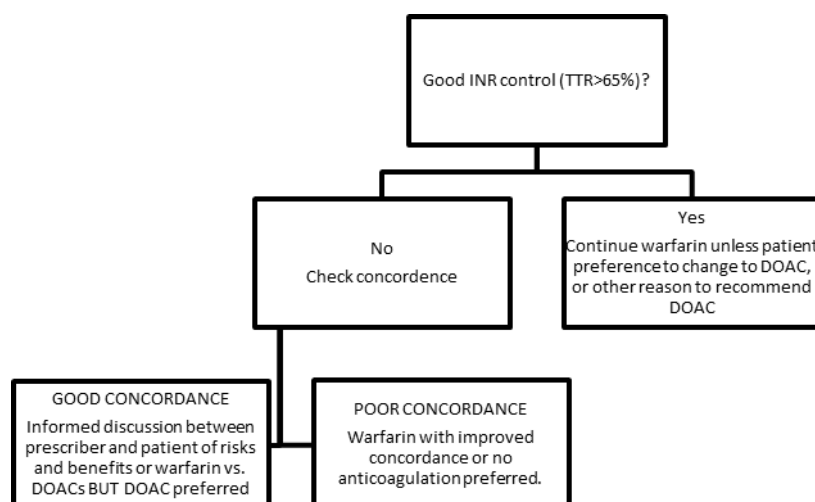 Good INR control (TTR>65%)?
No
Check concordence
Yes
Continue warfarin unless patient
preference to change to DOAC,
or other reason to recommend
DOAC
GOOD CONCORDANCE
Informed discussion between
prescriber and patient of risks
and benefits or warfarin vs.
DOACs BUT DOAC preferred
POOR CONCORDANCE
Warfarin with improved
concordance or no
anticoagulation preferred.